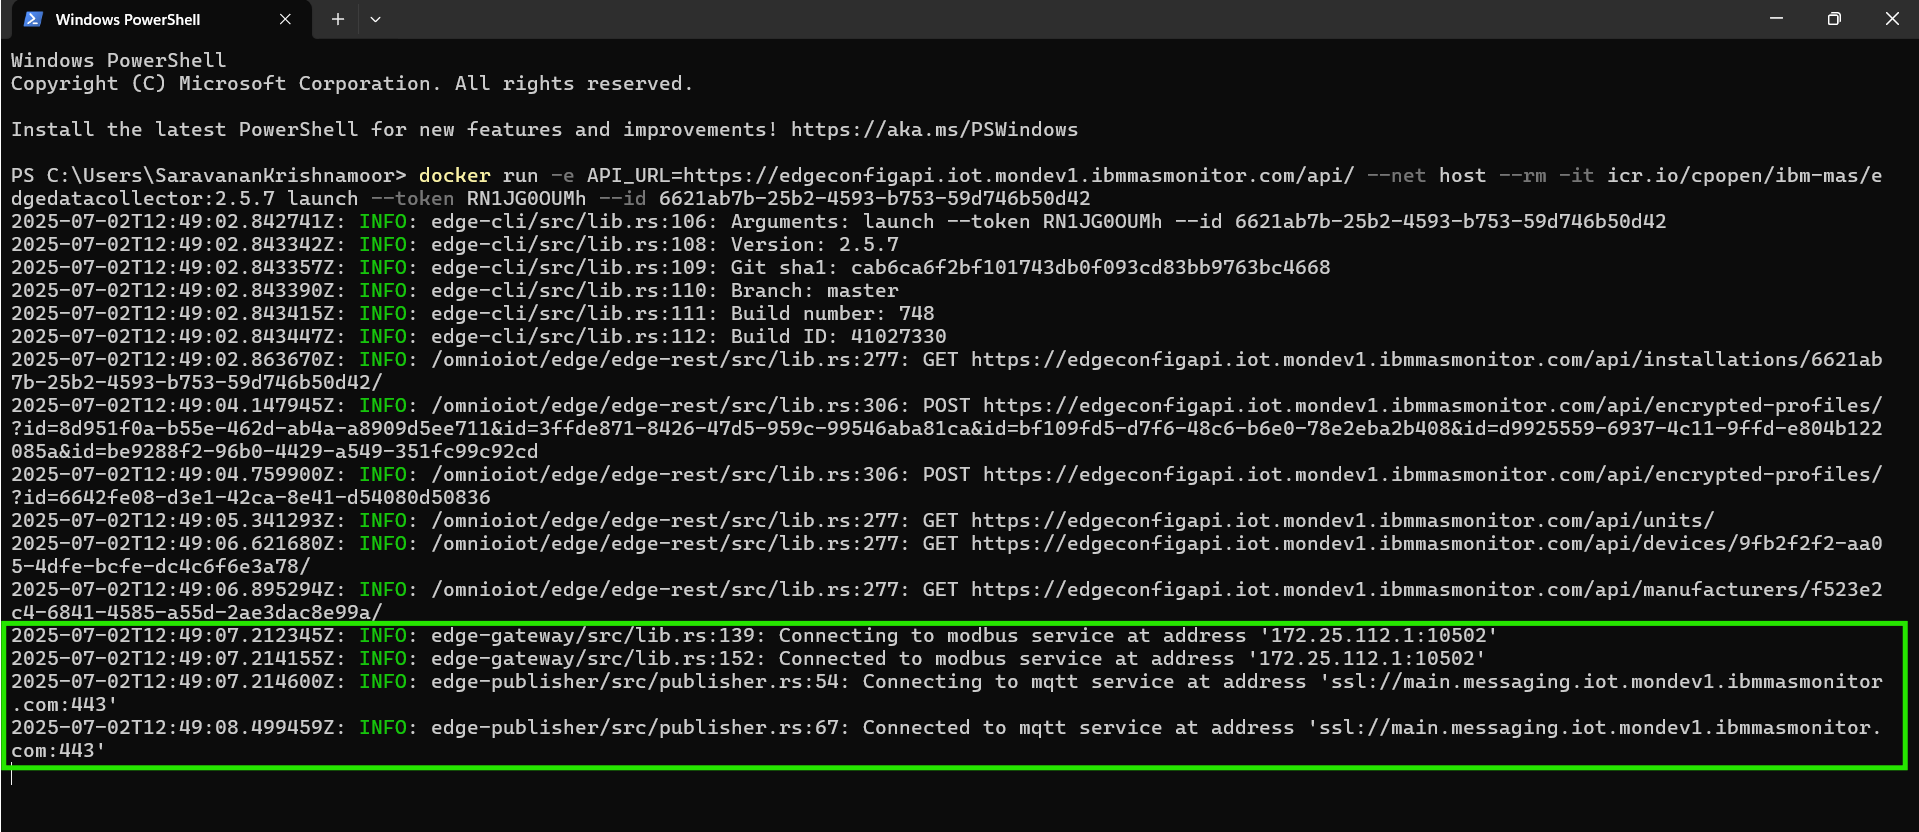 Windows PowerShell
Windows PowerShell
Copyright (C) Microsoft Corporation. All rights reserved.
Install the latest PowerShell for new features and improvements! https://aka.ms/PSWindows
PS C:\Users\SaravananKrishnamoor> docker run -e API_URL=https://edgeconfigapi.iot.mondev1.ibmmasmonitor.com/api/ --net host --rm -it icr.io/cpopen/ibm-mas/e
dgedatacollector:2.5.7 launch --token RN1JG0OUMh --id 6621ab7b-25b2-4593-b753-59d746b50d42
2025-07-02T12:49:02.842741Z: INFO: edge-cli/src/lib.rs:106: Arguments: launch --token RN1JG0OUMh --id 6621ab7b-25b2-4593-b753-59d746b50d42
2025-07-02T12:49:02.843342Z: INFO: edge-cli/src/lib.rs:108: Version: 2.5.7
2025-07-02T12:49:02.843357Z: INFO: edge-cli/src/lib.rs:109: Git sha1: cab6ca6f2bf101743db0f093cd83bb9763bc4668
2025-07-02T12:49:02.843390Z: INFO: edge-cli/src/lib.rs:110: Branch: master
2025-07-02T12:49:02.843415Z: INFO: edge-cli/src/lib.rs:111: Build number: 748
2025-07-02T12:49:02.843447Z: INFO: edge-cli/src/lib.rs:112: Build ID: 41027330
2025-07-02T12:49:02.863670Z: INFO: /omnioiot/edge/edge-rest/src/lib.rs:277: GET https://edgeconfigapi.iot.mondev1.ibmmasmonitor.com/api/installations/6621ab
7b-25b2-4593-b753-59d746b50d42/
2025-07-02T12:49:04.147945Z: INFO: /omnioiot/edge/edge-rest/src/lib.rs:306: POST https://edgeconfigapi.iot.mondev1.ibmmasmonitor.com/api/encrypted-profiles/
?id=8d951f0a-b55e-462d-ab4a-a8909d5ee711&id=3ffde871-8426-47d5-959c-99546aba81ca&id=bf109fd5-d7f6-48c6-b6e0-78e2eba2b408&id=d9925559-6937-4c11-9ffd-e804b122
085a&id=be9288f2-96b0-4429-a549-351fc99c92cd
2025-07-02T12:49:04.759900Z: INFO: /omnioiot/edge/edge-rest/src/lib.rs:306: POST https://edgeconfigapi.iot.mondev1.ibmmasmonitor.com/api/encrypted-profiles/
?id=6642fe08-d3e1-42ca-8e41-d54080d50836
2025-07-02T12:49:05.341293Z: INFO: /omnioiot/edge/edge-rest/src/lib.rs:277: GET https://edgeconfigapi.iot.mondev1.ibmmasmonitor.com/api/units/
2025-07-02T12:49:06.621680Z: INFO: /omnioiot/edge/edge-rest/src/lib.rs:277: GET https://edgeconfigapi.iot.mondev1.ibmmasmonitor.com/api/devices/9fb2f2f2-aa0
5-4dfe-bcfe-dc4c6f6e3a78/
2025-07-02T12:49:06.895294Z: INFO: /omnioiot/edge/edge-rest/src/lib.rs:277: GET https://edgeconfigapi.iot.mondev1.ibmmasmonitor.com/api/manufacturers/f523e2
c4-6841-4585-a55d-2ae3dac8e99a/
2025-07-02T12:49:07.212345Z: INFO: edge-gateway/src/lib.rs:139: Connecting to modbus service at address '172.25.112.1:10502'
2025-07-02T12:49:07.214155Z: INFO: edge-gateway/src/lib.rs:152: Connected to modbus service at address '172.25.112.1:10502'
2025-07-02T12:49:07.214600Z: INFO: edge-publisher/src/publisher.rs:54: Connecting to mqtt service at address 'ssl://main.messaging.iot.mondev1.ibmmasmonitor
.com:443'
2025-07-02T12:49:08.499459Z: INFO: edge-publisher/src/publisher.rs:67: Connected to mqtt service at address 'ssl://main.messaging.iot.mondev1.ibmmasmonitor.
com:443'